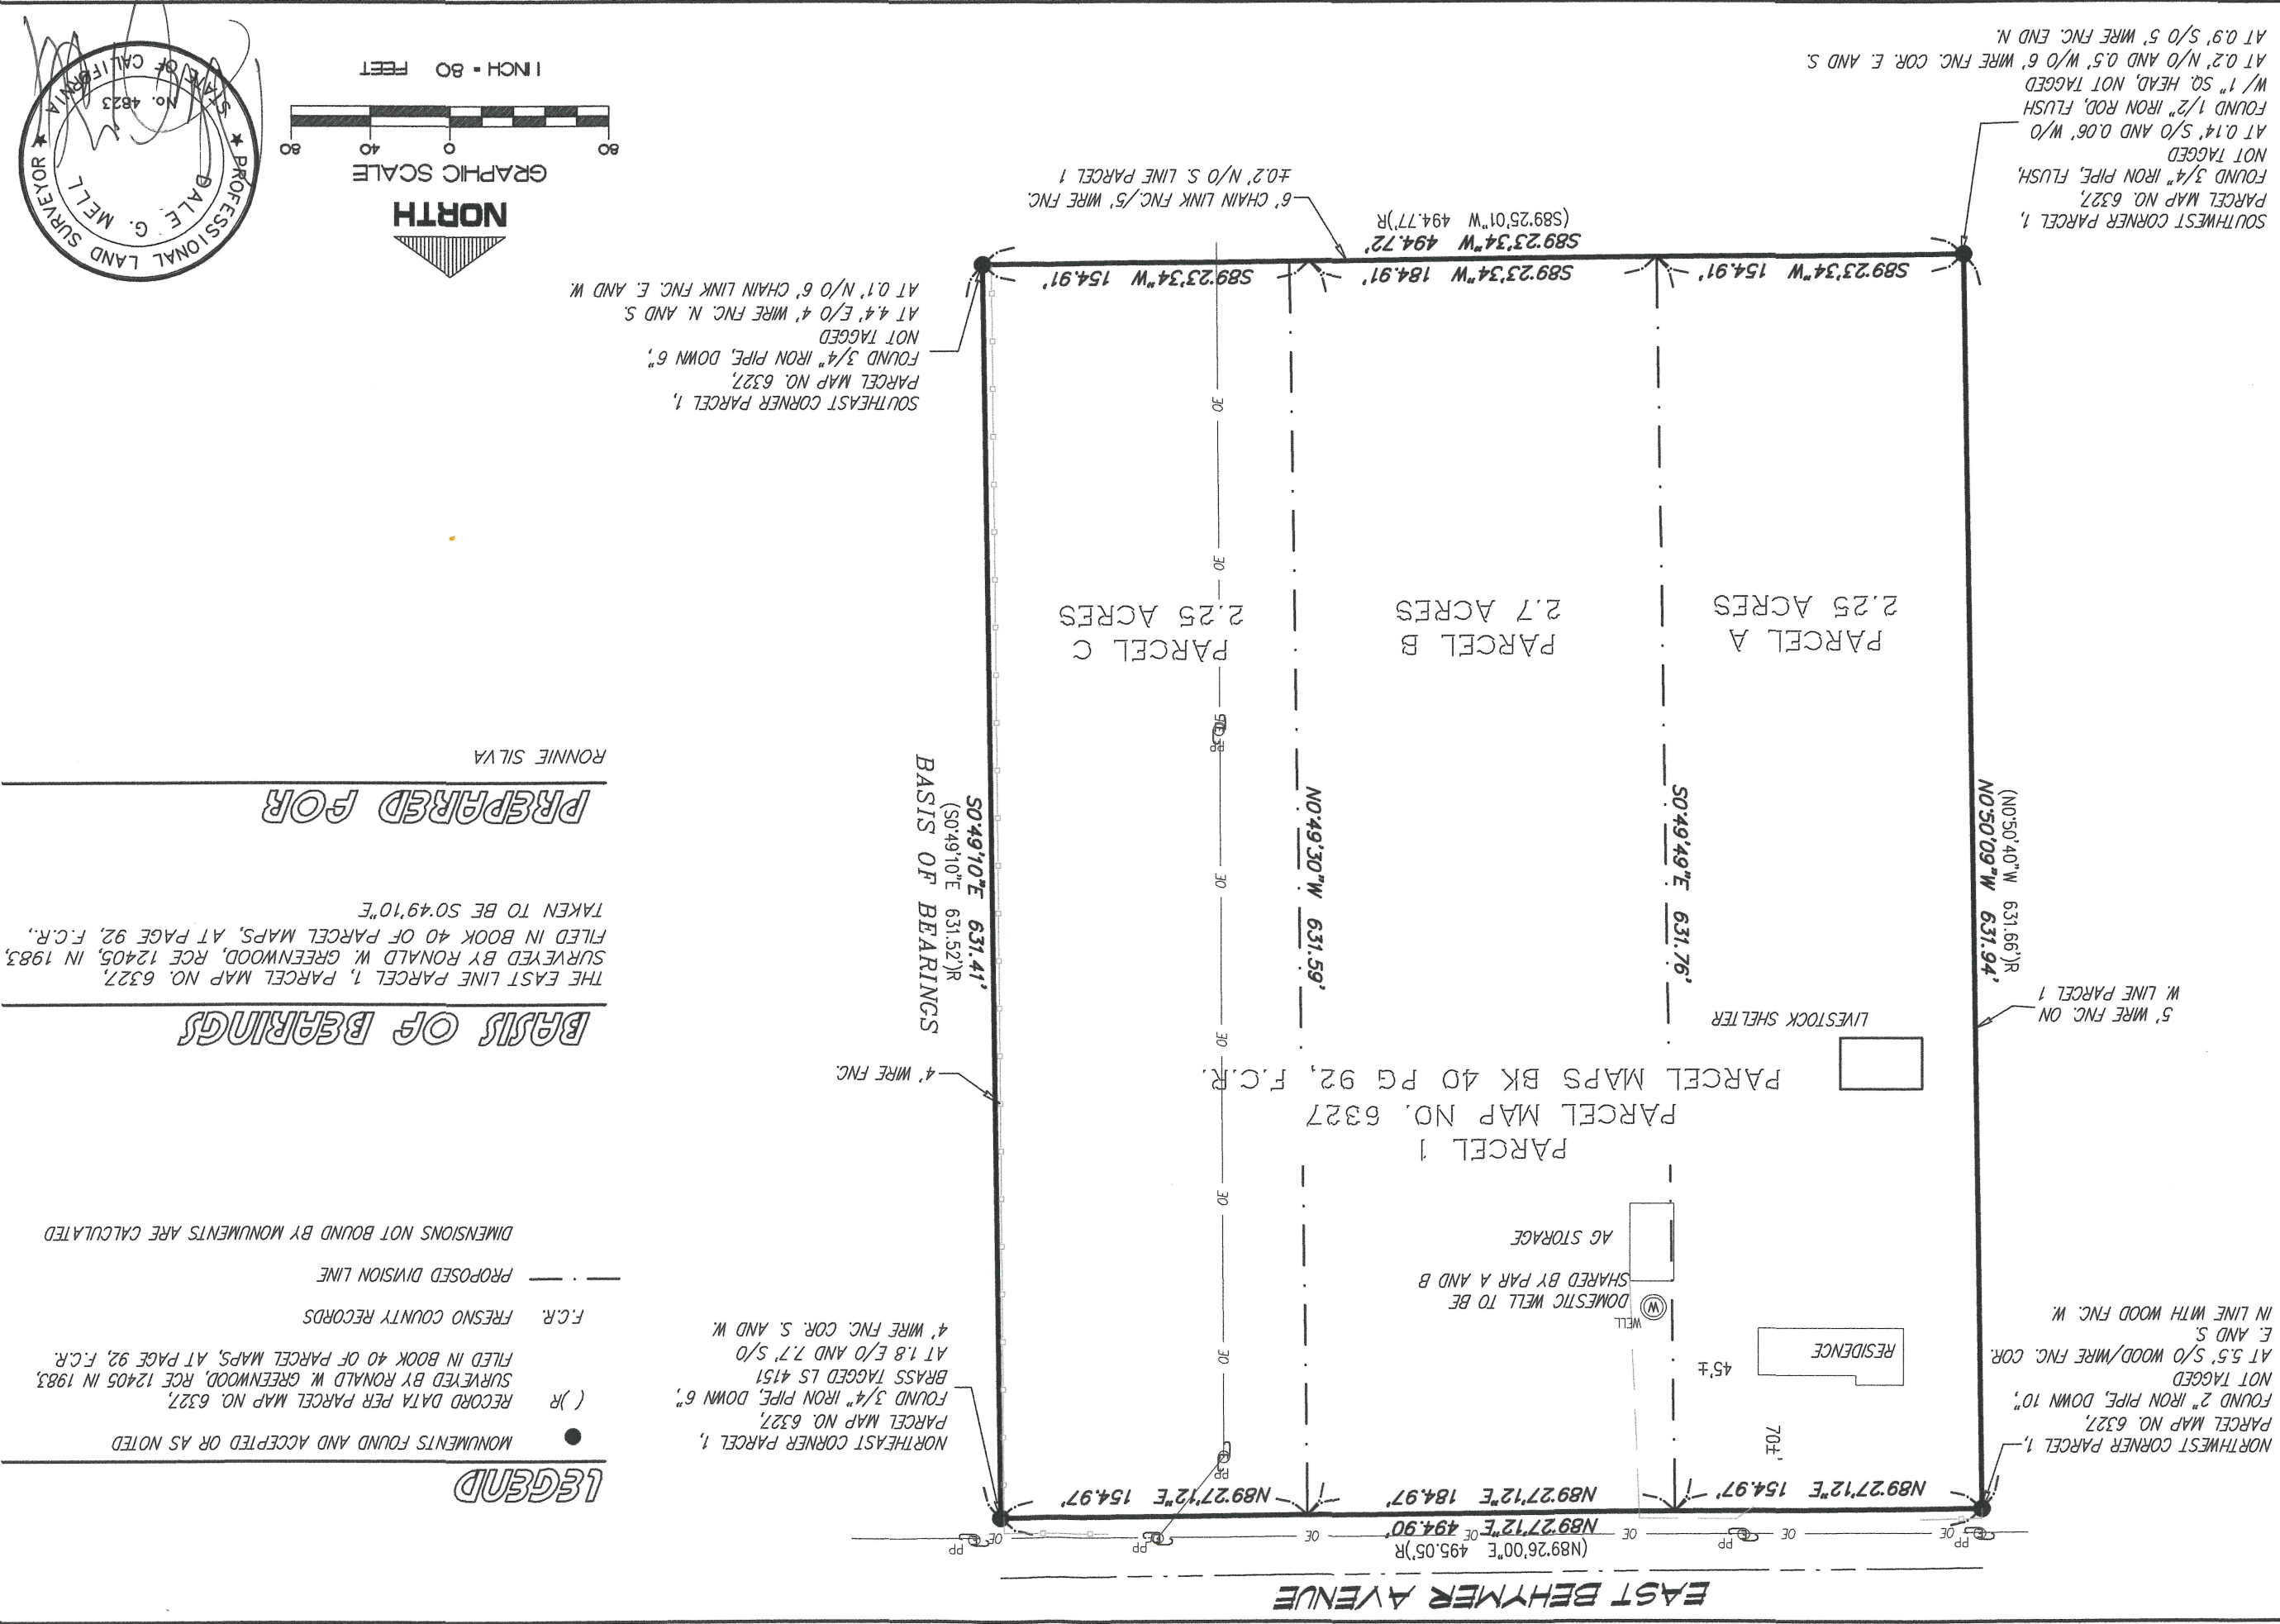 EAST BEHYMER AVENUE
(N89°26'00"E 495.05')R
N89°27'12"E 494.90'
N89°27'12"E 154.97'
N89°27'12"E 184.97'
N89°27'12"E 154.97'
PP
PP
PP
PP
OE
OE
OE
OE
OE
OE
OE
NORTHWEST CORNER PARCEL 1,
PARCEL MAP NO. 6327,
FOUND 2" IRON PIPE, DOWN 10",
NOT TAGGED
AT 5.5' S/O WOOD/WIRE FNC. COR.
E. AND S.
IN LINE WITH WOOD FNC. W.
70±'
45'±
RESIDENCE
WELL
W
DOMESTIC WELL TO BE
SHARED BY PAR A AND B
AG STORAGE
PP
OE
OE
OE
OE
OE
OE
OE
PP
PARCEL 1
PARCEL MAP NO. 6327
PARCEL MAPS BK 40 PG 92, F.C.R.
LIVESTOCK SHELTER
5' WIRE FNC. ON
W. LINE PARCEL 1
(N0°50'40"W 631.66')R
N0°50'09"W 631.94'
S0°49'49"E 631.76'
N0°49'30"W 631.59'
S0°49'10"E 631.41'
(S0°49'10"E 631.52')R
BASIS OF BEARINGS
4' WIRE FNC.
PARCEL A
2.25 ACRES
PARCEL B
2.7 ACRES
PARCEL C
2.25 ACRES
S89°23'34"W 154.91'
S89°23'34"W 184.91'
S89°23'34"W 154.91'
S89°23'34"W 494.72'
(S89°25'01"W 494.77')R
6' CHAIN LINK FNC./5' WIRE FNC.
±0.2' N/O S. LINE PARCEL 1
SOUTHWEST CORNER PARCEL 1,
PARCEL MAP NO. 6327,
FOUND 3/4" IRON PIPE, FLUSH,
NOT TAGGED
AT 0.14' S/O AND 0.06' W/O
FOUND 1/2" IRON ROD, FLUSH
W/ 1" SQ. HEAD, NOT TAGGED
AT 0.2' N/O AND 0.5' W/O 6' WIRE FNC. COR. E. AND S.
AT 0.9' S/O 5' WIRE FNC. END N.
NORTHEAST CORNER PARCEL 1,
PARCEL MAP NO. 6327,
FOUND 3/4" IRON PIPE, DOWN 6",
BRASS TAGGED LS 4151
AT 1.8' E/O AND 7.7' S/O
4' WIRE FNC. COR. S. AND W.
SOUTHEAST CORNER PARCEL 1,
PARCEL MAP NO. 6327,
FOUND 3/4" IRON PIPE, DOWN 6",
NOT TAGGED
AT 4.4' E/O 4' WIRE FNC. N. AND S.
AT 0.1' N/O 6' CHAIN LINK FNC. E. AND W.
LEGEND
MONUMENTS FOUND AND ACCEPTED OR AS NOTED
( )R RECORD DATA PER PARCEL MAP NO. 6327,
SURVEYED BY RONALD W. GREENWOOD, RCE 12405 IN 1983,
FILED IN BOOK 40 OF PARCEL MAPS, AT PAGE 92, F.C.R.
F.C.R. FRESNO COUNTY RECORDS
PROPOSED DIVISION LINE
DIMENSIONS NOT BOUND BY MONUMENTS ARE CALCULATED
BASIS OF BEARINGS
THE EAST LINE PARCEL 1, PARCEL MAP NO. 6327,
SURVEYED BY RONALD W. GREENWOOD, RCE 12405, IN 1983,
FILED IN BOOK 40 OF PARCEL MAPS, AT PAGE 92, F.C.R.,
TAKEN TO BE S0°49'10"E
PREPARED FOR
RONNIE SILVA
NORTH
GRAPHIC SCALE
80 0 40 80
1 INCH = 80 FEET
PROFESSIONAL LAND SURVEYOR
DALE G. MELL
No. 4823
STATE OF CALIFORNIA